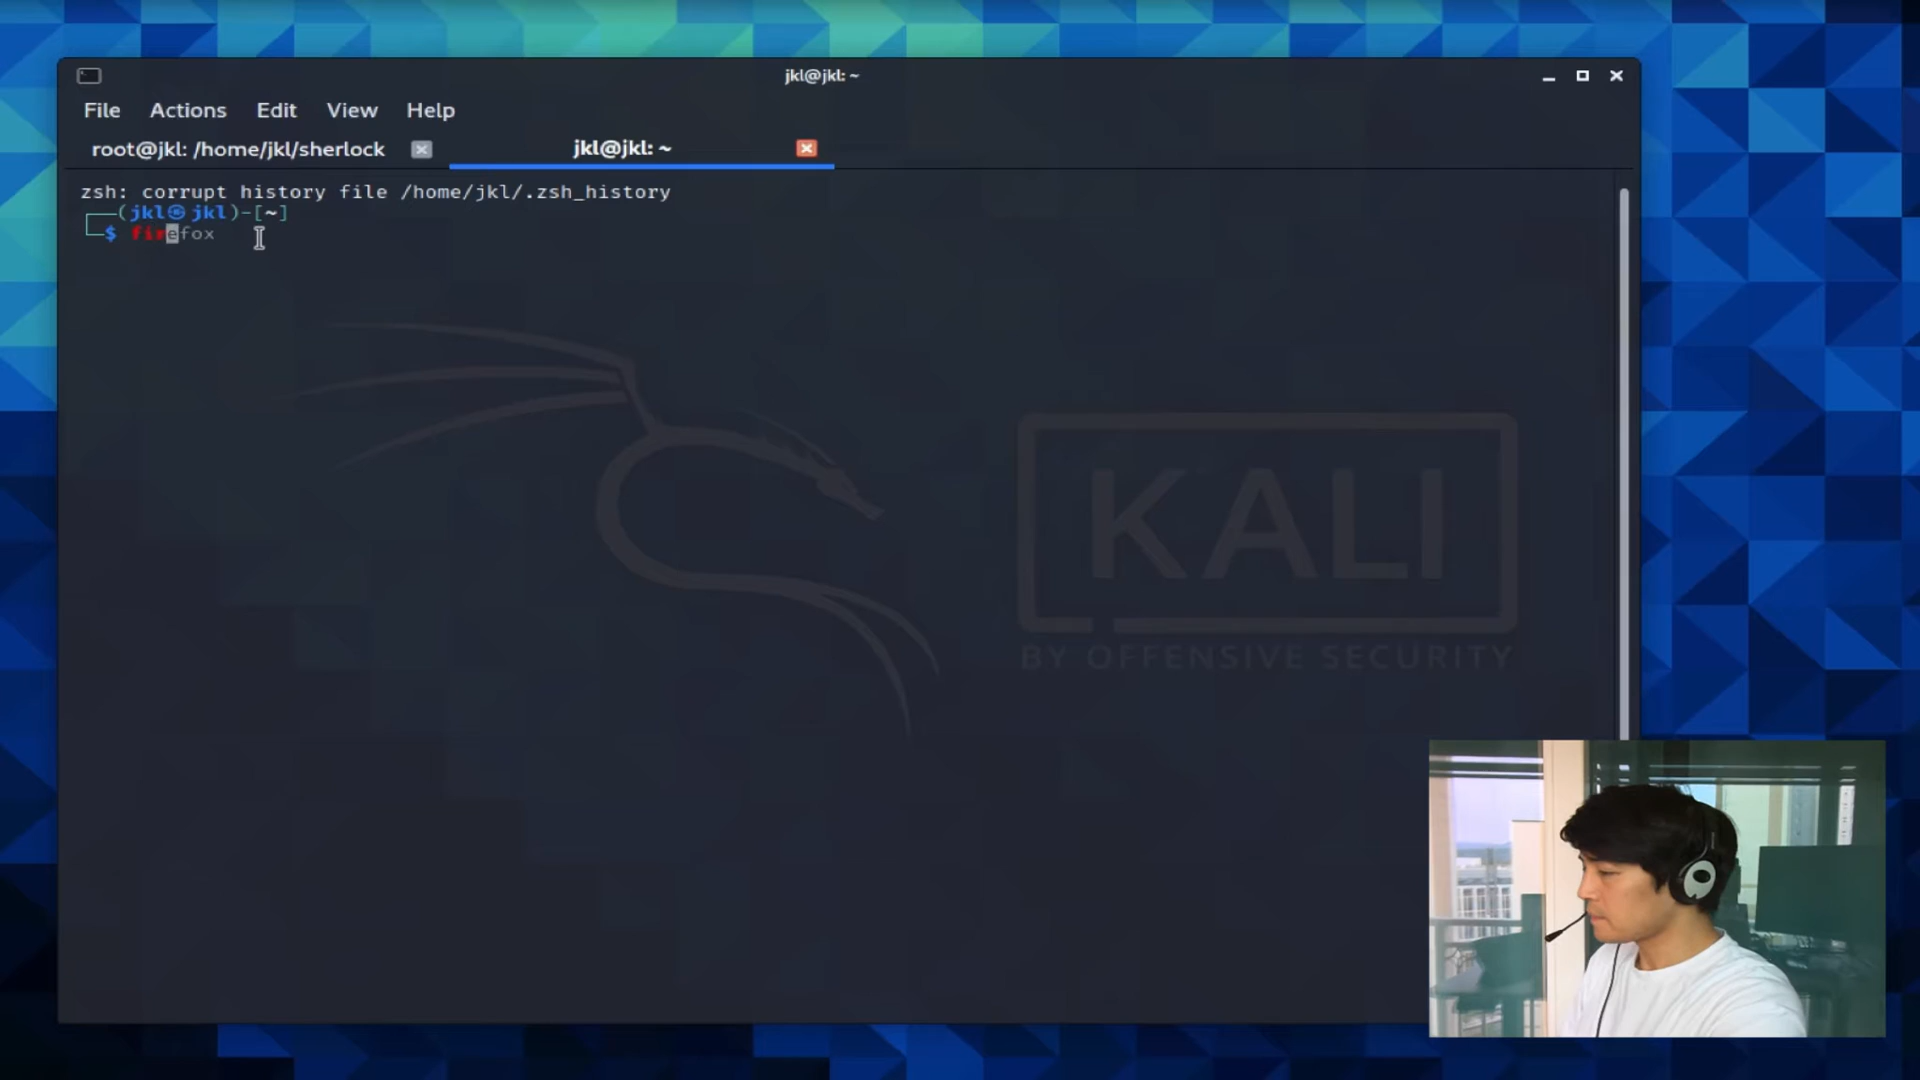 jkl@jkl: ~
File Actions Edit View Help
root@jkl: /home/jkl/sherlock jkl@jkl: ~
zsh: corrupt history file /home/jkl/.zsh_history
┌──(jkl㉿jkl)-[~]
└─$ firefox
KALI
BY OFFENSIVE SECURITY